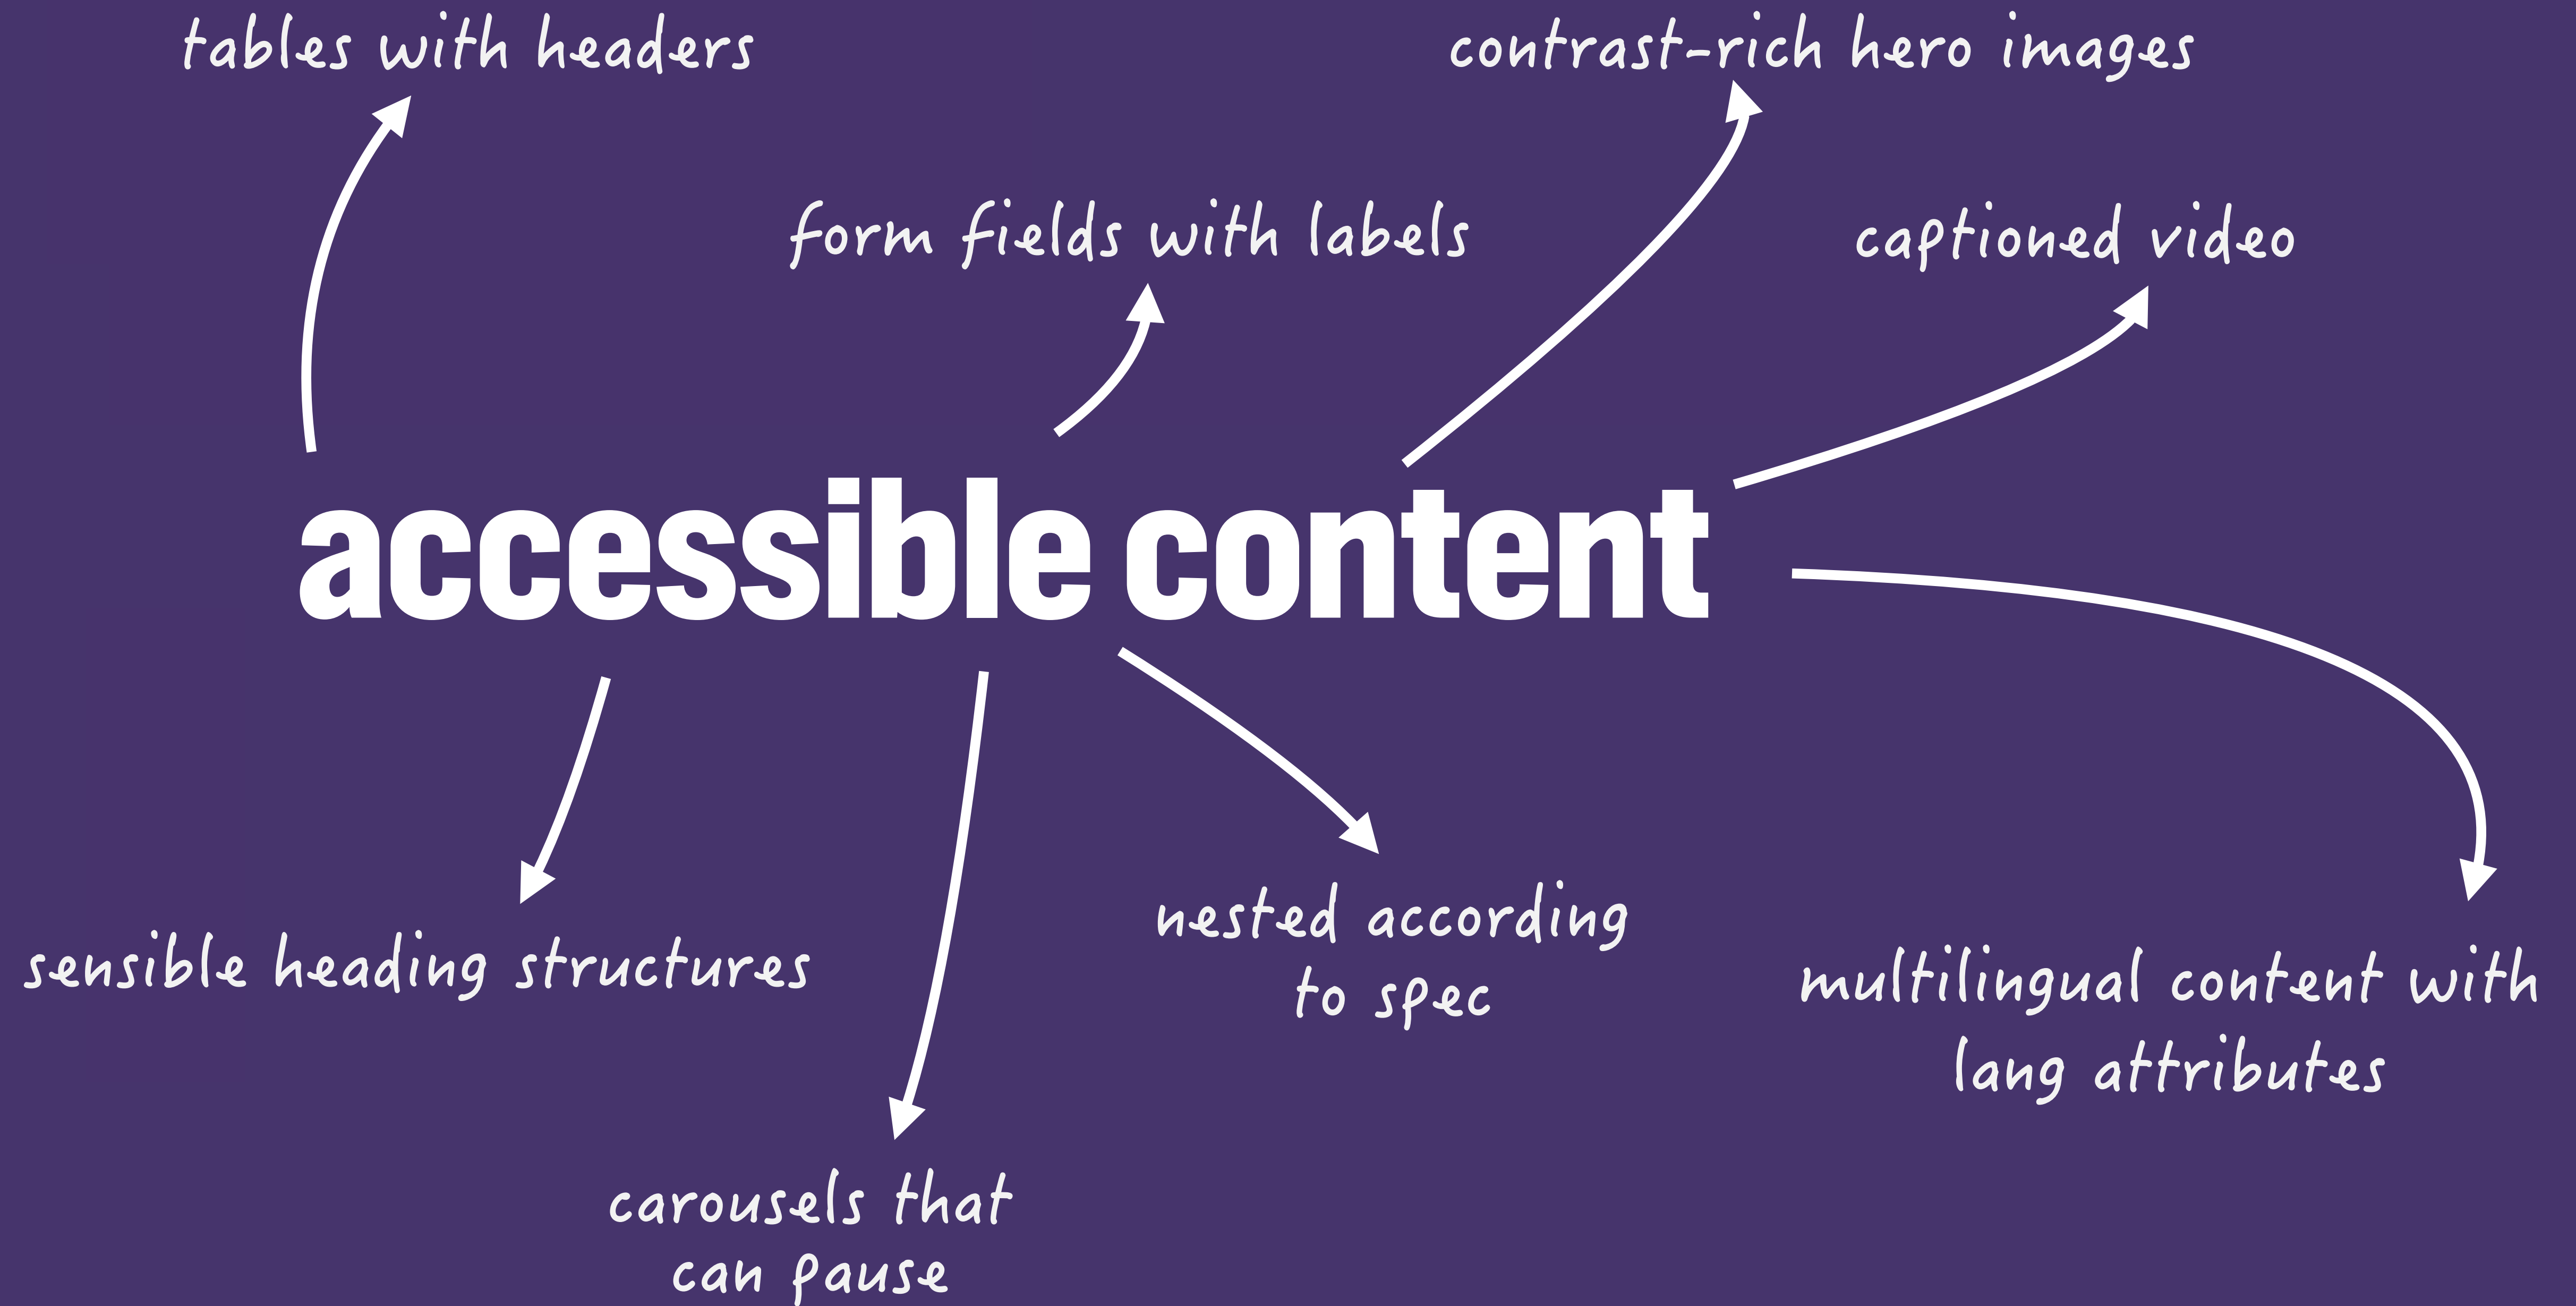 tables with headers
contrast-rich hero images
form fields with labels
captioned video
accessible content
sensible heading structures
nested according
to spec
multilingual content with
lang attributes
carousels that
can pause